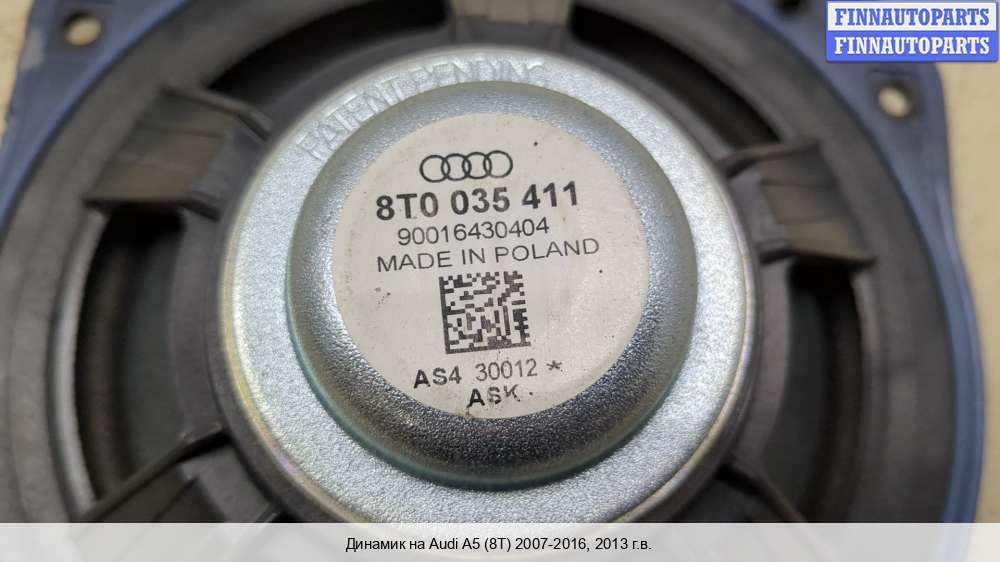 FINNAUTOPARTS
FINNAUTOPARTS
PATENT PENDING
8T0 035 411
90016430404
MADE IN POLAND
AS4 30012 *
ASK
Динамик на Audi A5 (8T) 2007-2016, 2013 г.в.